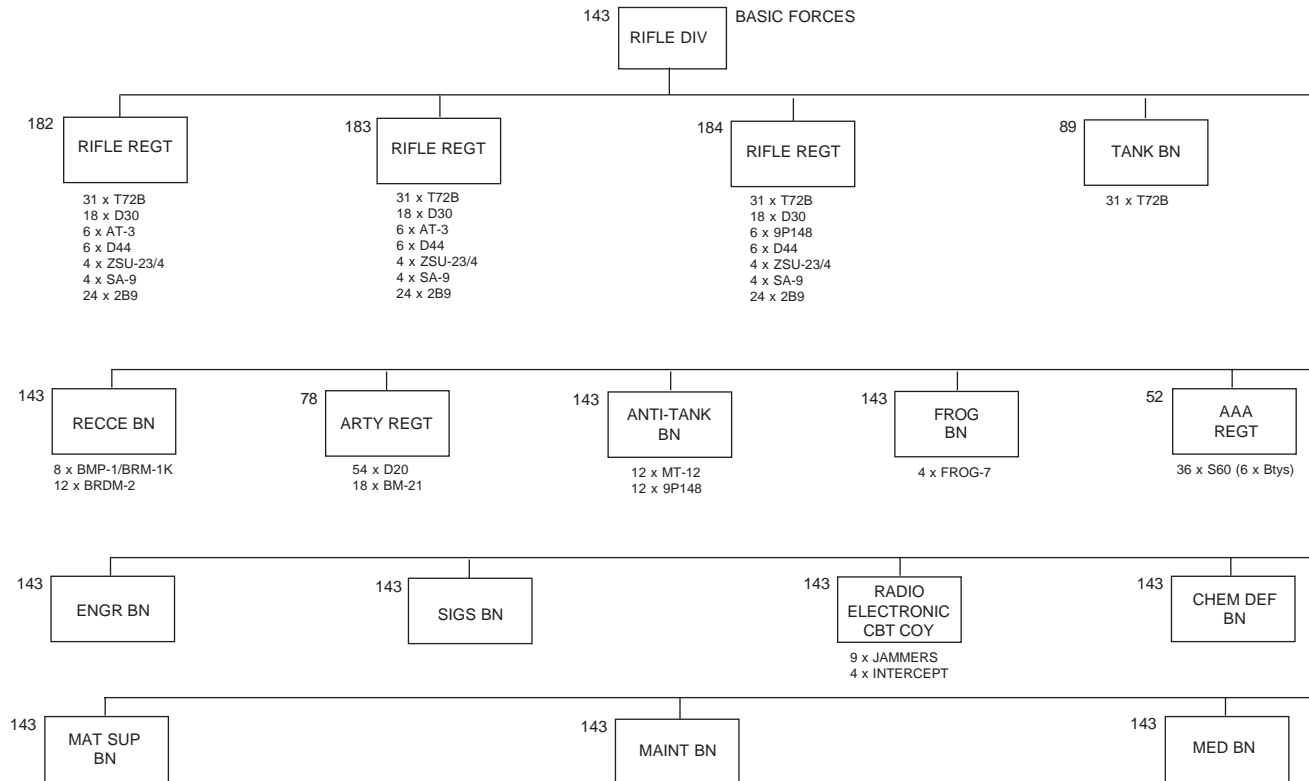 143
RIFLE DIV
BASIC FORCES
182
RIFLE REGT
31 x T72B
18 x D30
6 x AT-3
6 x D44
4 x ZSU-23/4
4 x SA-9
24 x 2B9
183
RIFLE REGT
31 x T72B
18 x D30
6 x AT-3
6 x D44
4 x ZSU-23/4
4 x SA-9
24 x 2B9
184
RIFLE REGT
31 x T72B
18 x D30
6 x 9P148
6 x D44
4 x ZSU-23/4
4 x SA-9
24 x 2B9
89
TANK BN
31 x T72B
143
RECCE BN
8 x BMP-1/BRM-1K
12 x BRDM-2
78
ARTY REGT
54 x D20
18 x BM-21
143
ANTI-TANK
BN
12 x MT-12
12 x 9P148
143
FROG
BN
4 x FROG-7
52
AAA
REGT
36 x S60 (6 x Btys)
143
ENGR BN
143
SIGS BN
143
RADIO
ELECTRONIC
CBT COY
9 x JAMMERS
4 x INTERCEPT
143
CHEM DEF
BN
143
MAT SUP
BN
143
MAINT BN
143
MED BN